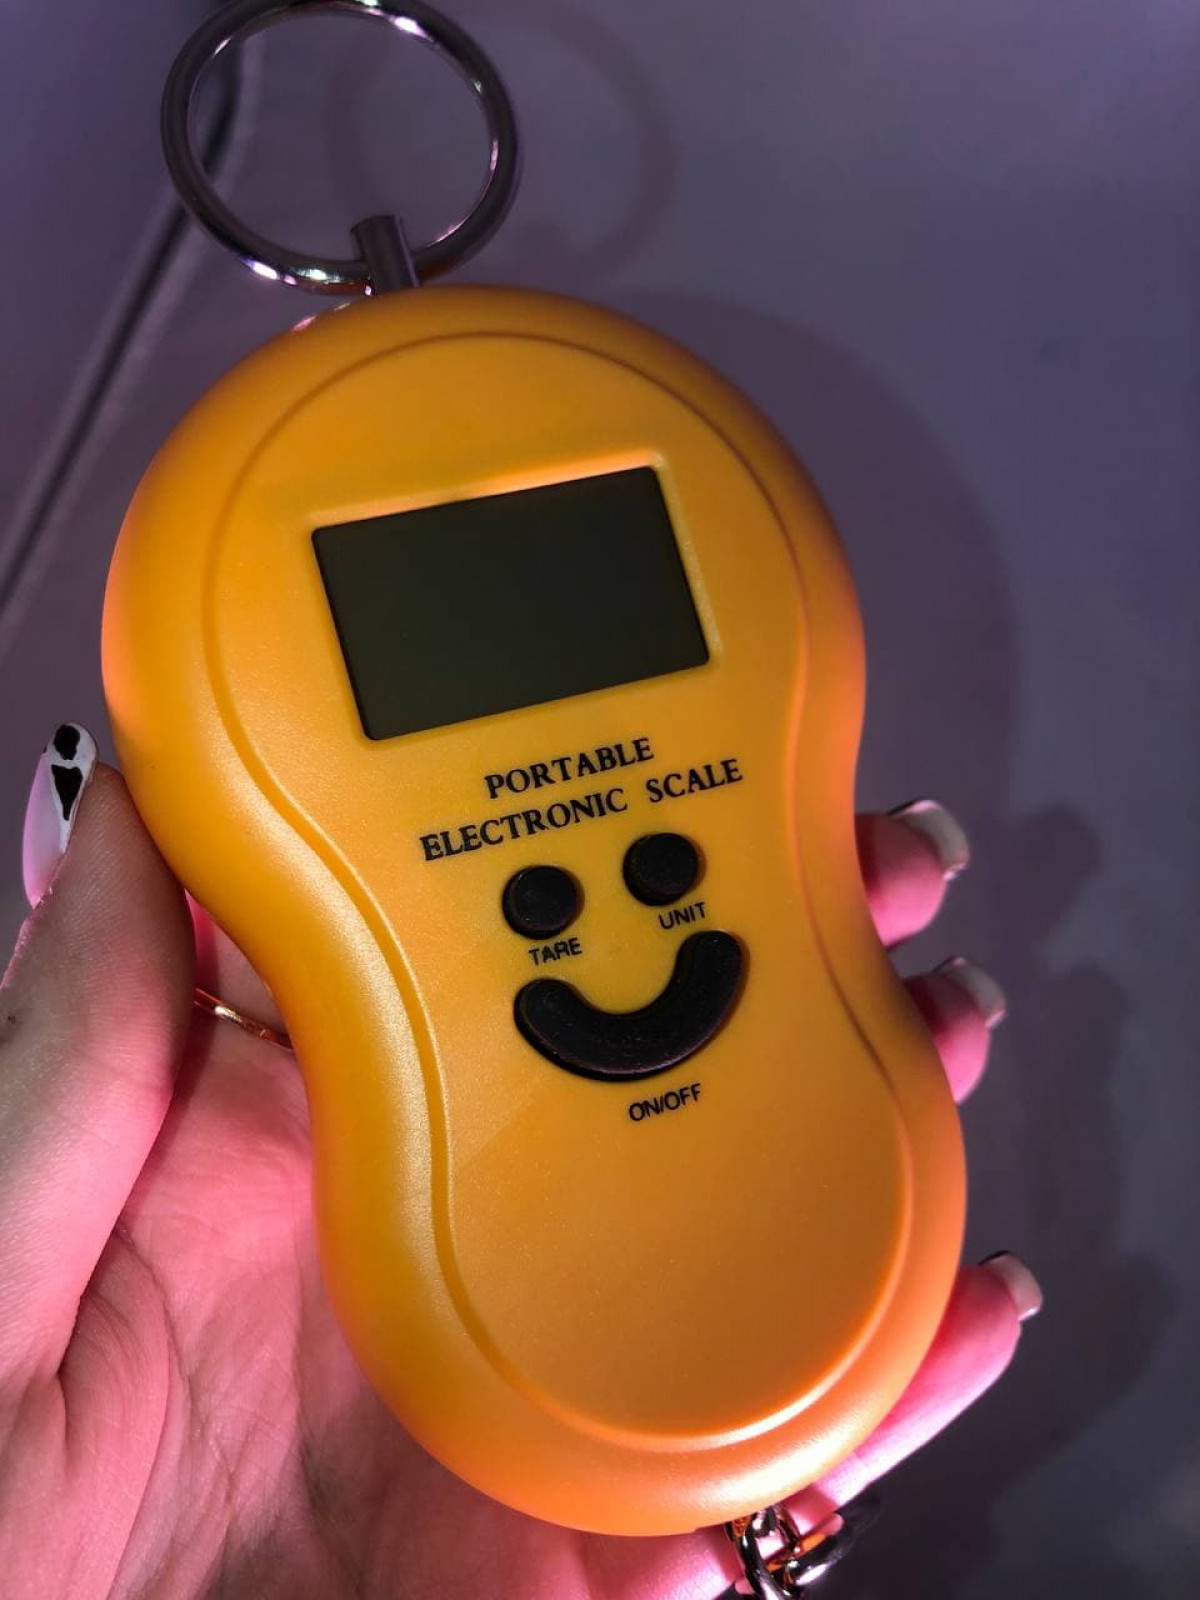 PORTABLE
ELECTRONIC SCALE
TARE
UNIT
ON/OFF